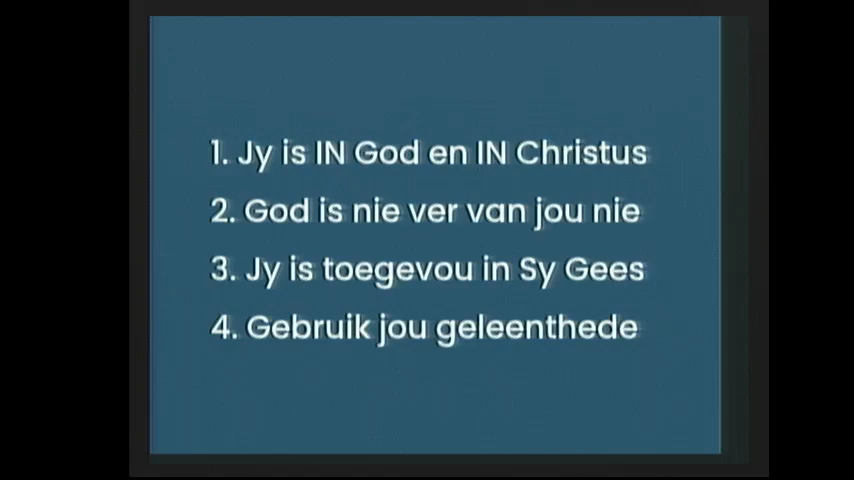 1. Jy is IN God en IN Christus
2. God is nie ver van jou nie
3. Jy is toegevou in Sy Gees
4. Gebruik jou geleenthede